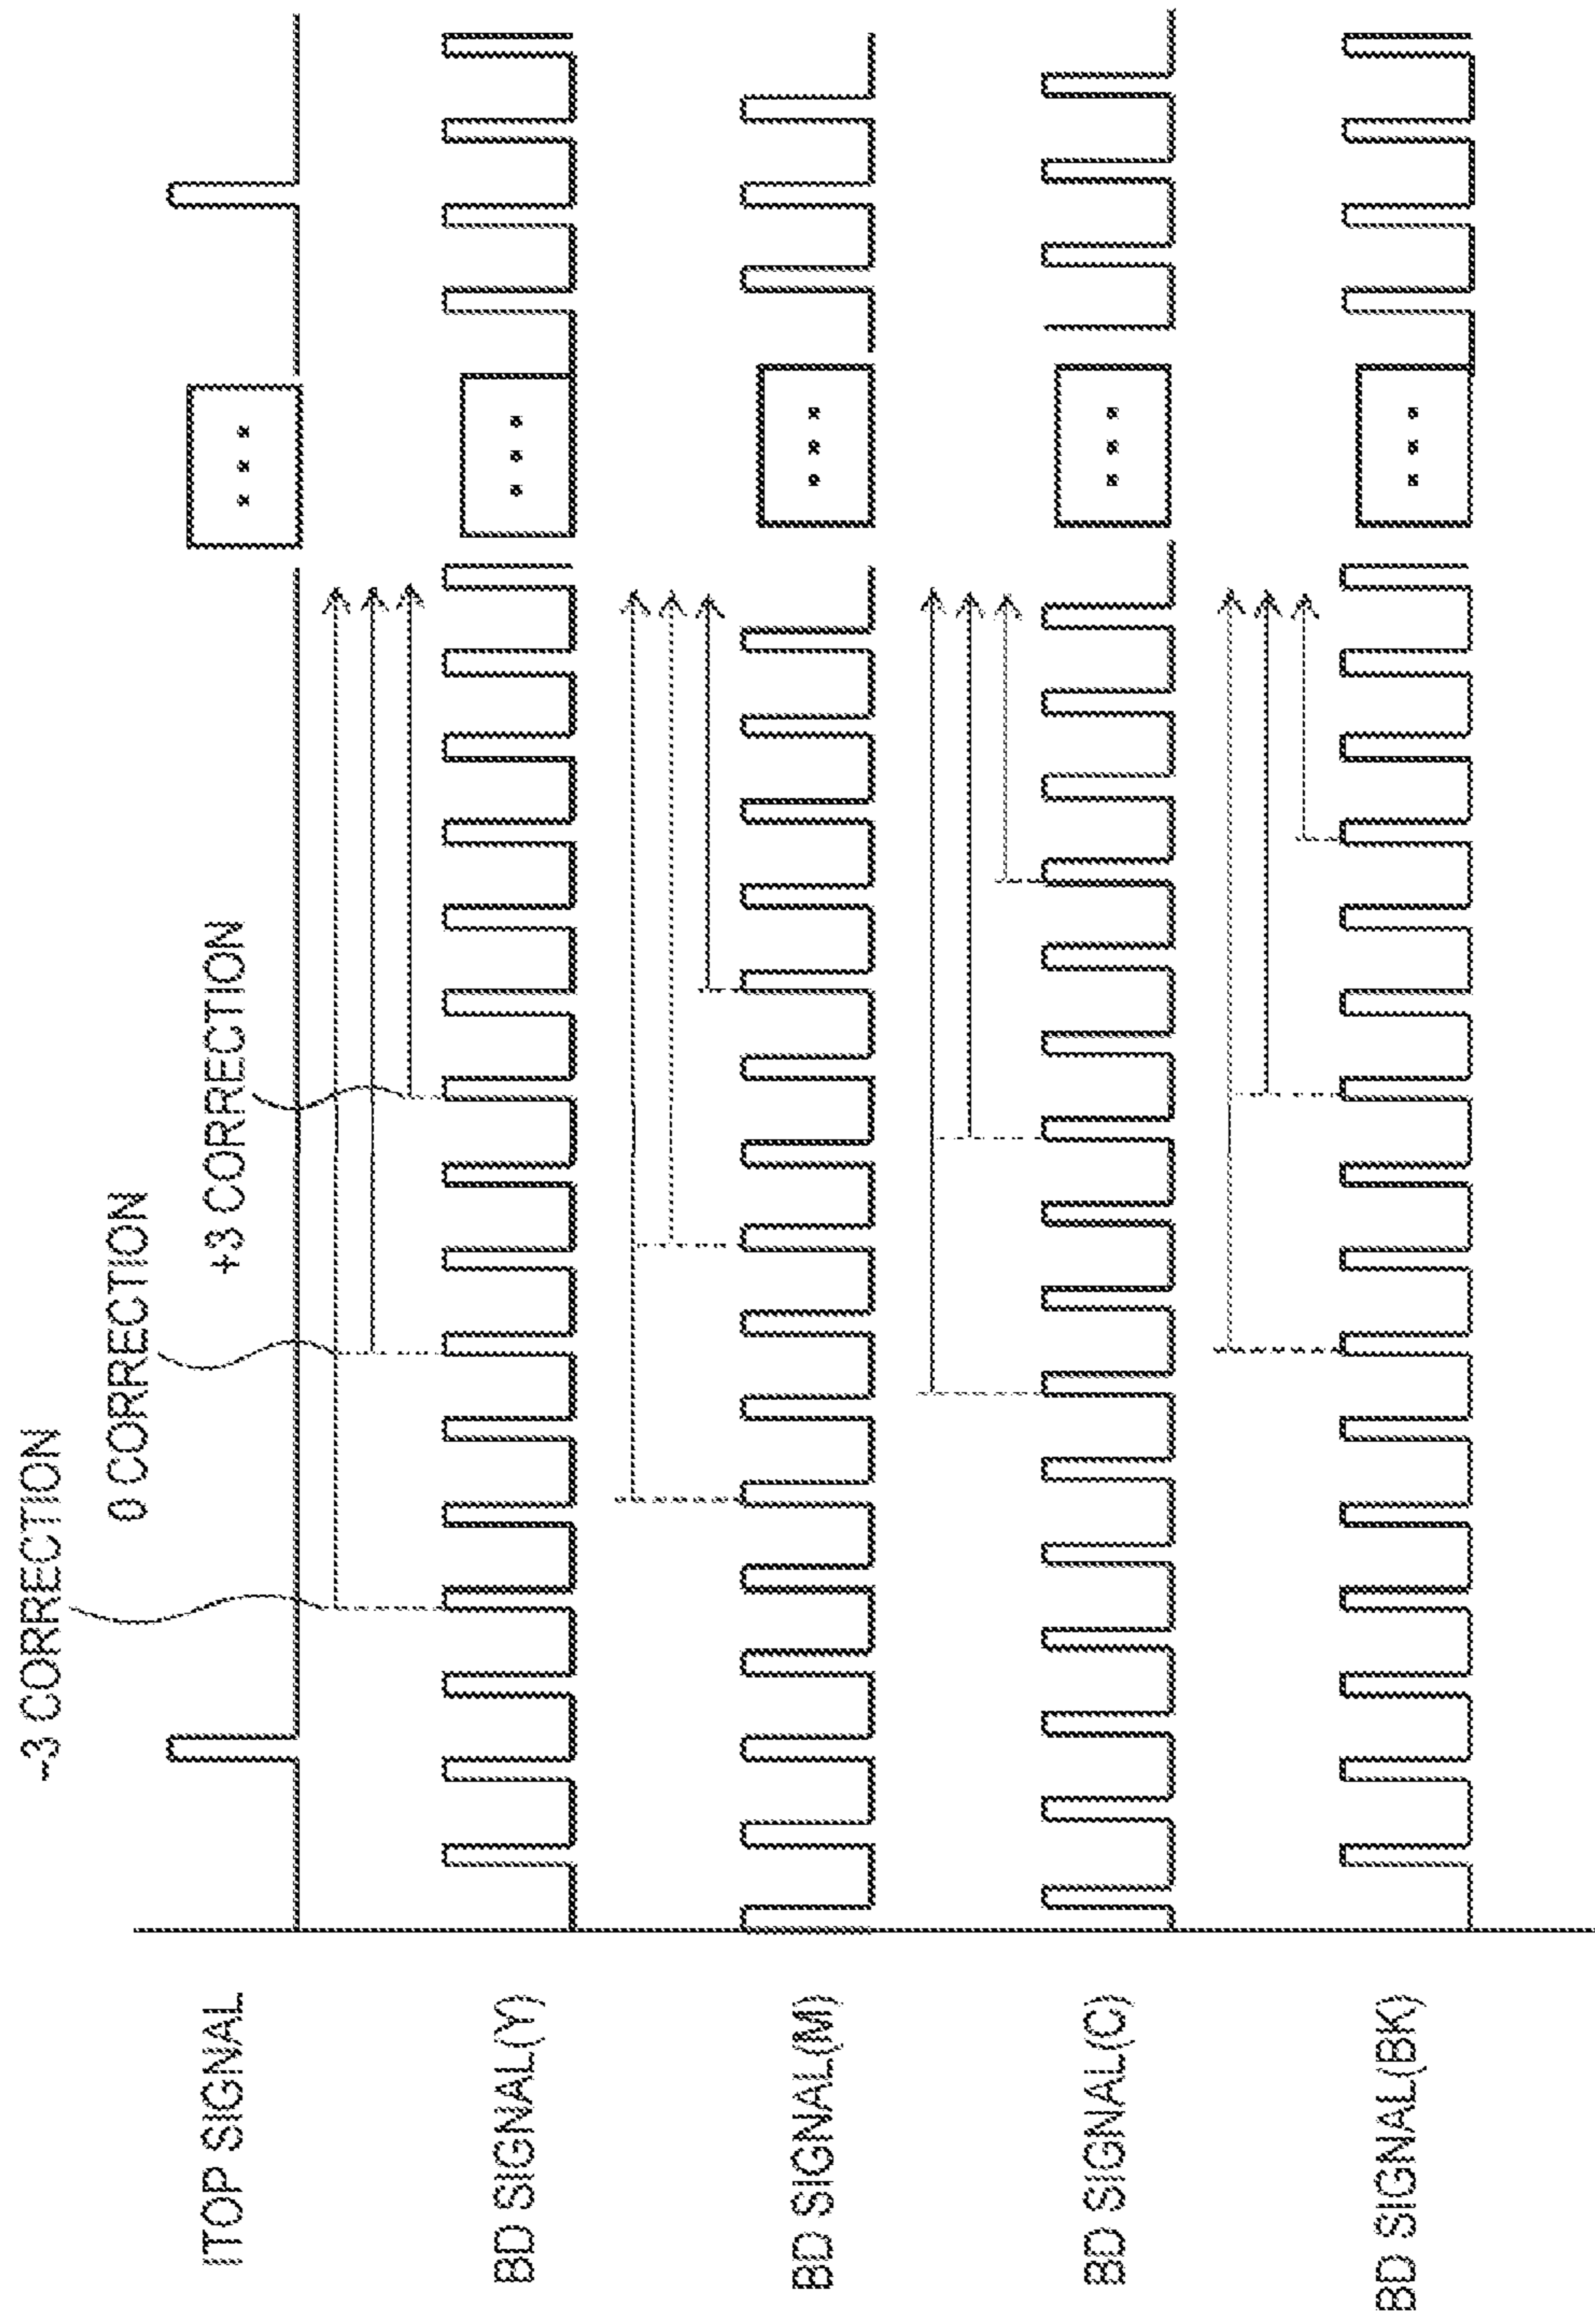 -3 CORRECTION
0 CORRECTION
+3 CORRECTION
ITOP SIGNAL
BD SIGNAL(Y)
BD SIGNAL(M)
BD SIGNAL(C)
BD SIGNAL(BK)